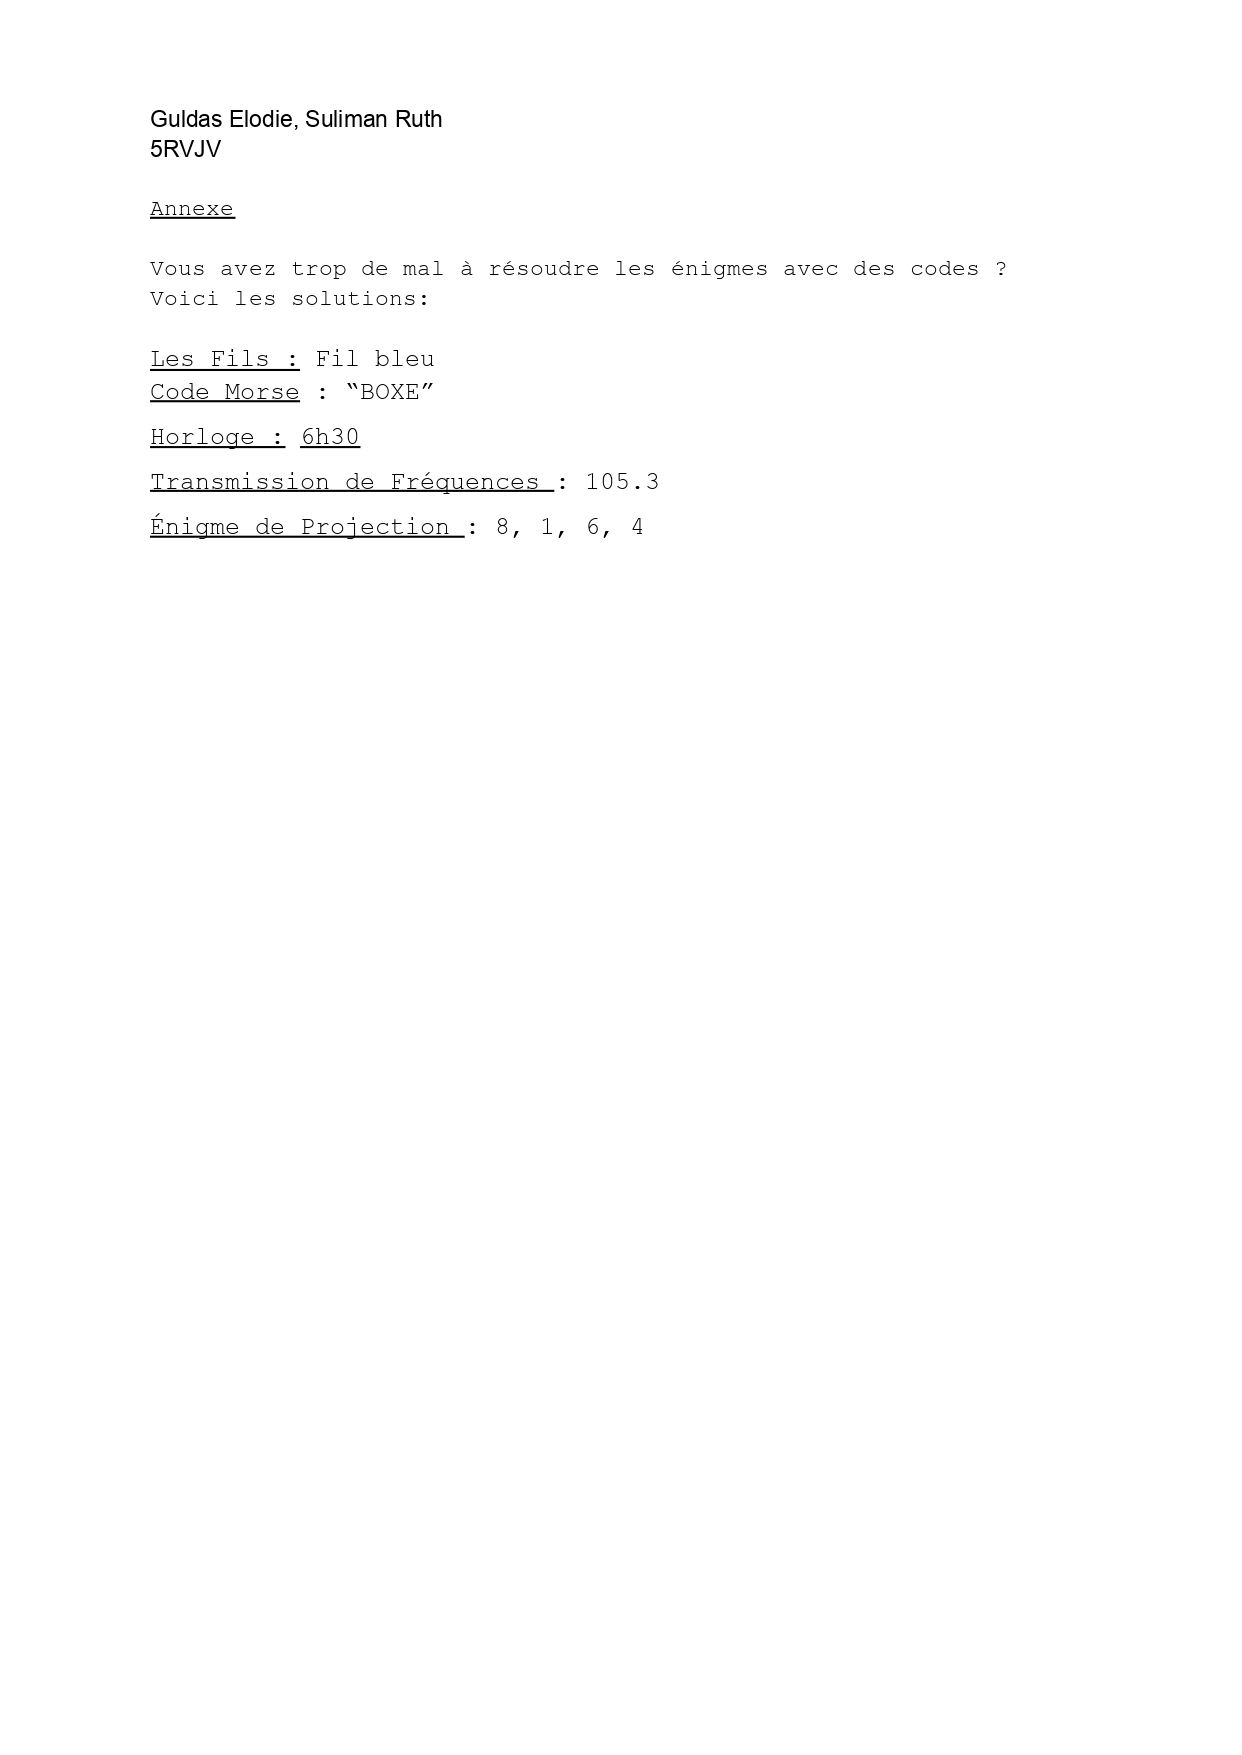 Guldas Elodie, Suliman Ruth
5RVJV
Annexe
Vous avez trop de mal à résoudre les énigmes avec des codes ?
Voici les solutions:
Les Fils : Fil bleu
Code Morse : “BOXE”
Horloge : 6h30
Transmission de Fréquences : 105.3
Énigme de Projection : 8, 1, 6, 4